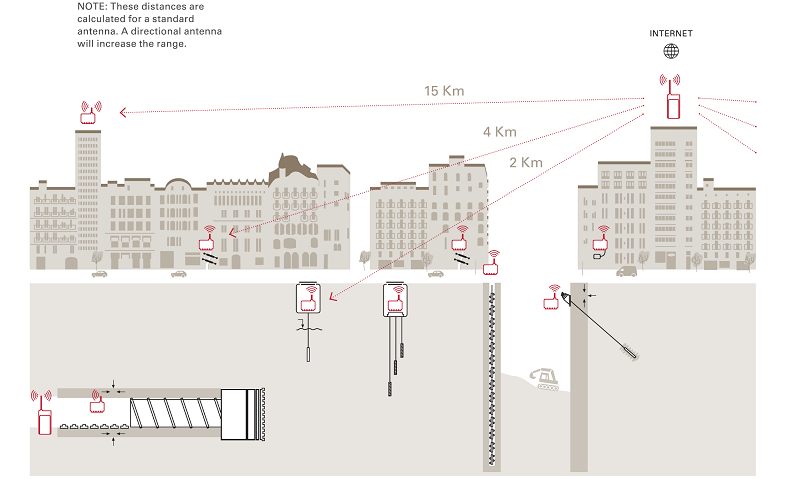 NOTE: These distances are
calculated for a standard
antenna. A directional antenna
will increase the range.
INTERNET
15 Km
4 Km
2 Km